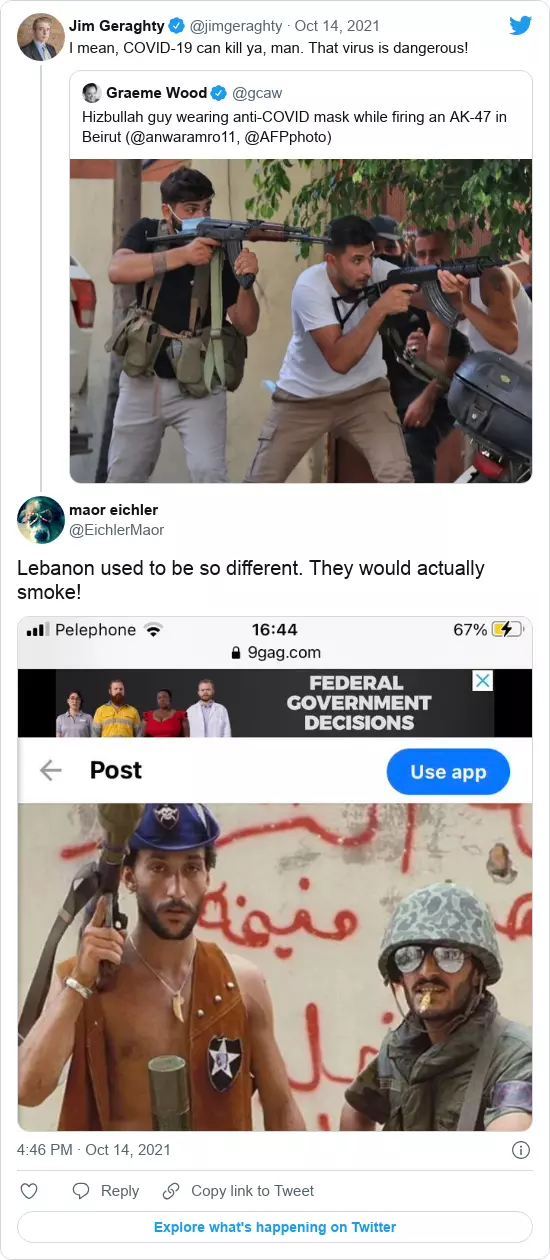 Jim Geraghty @jimgeraghty · Oct 14, 2021
I mean, COVID-19 can kill ya, man. That virus is dangerous!
Graeme Wood @gcaw
Hizbullah guy wearing anti-COVID mask while firing an AK-47 in
Beirut (@anwaramro11, @AFPphoto)
maor eichler
@EichlerMaor
Lebanon used to be so different. They would actually
smoke!
Pelephone 16:44 67%
9gag.com
FEDERAL
GOVERNMENT
DECISIONS
Post Use app
4:46 PM · Oct 14, 2021
Reply Copy link to Tweet
Explore what's happening on Twitter